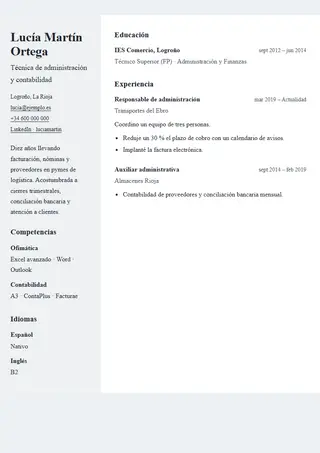 Lucía Martín
Ortega
Técnica de administración
y contabilidad
Logroño, La Rioja
lucia@ejemplo.es
+34 600 000 000
LinkedIn · luciamartin
Diez años llevando
facturación, nóminas y
proveedores en pymes de
logística. Acostumbrada a
cierres trimestrales,
conciliación bancaria y
atención a clientes.
Competencias
Ofimática
Excel avanzado · Word ·
Outlook
Contabilidad
A3 · ContaPlus · Facturae
Idiomas
Español
Nativo
Inglés
B2
Educación
IES Comercio, Logroño sept 2012 – jun 2014
Técnico Superior (FP) · Administración y Finanzas
Experiencia
Responsable de administración mar 2019 – Actualidad
Transportes del Ebro
Coordino un equipo de tres personas.
• Reduje un 30 % el plazo de cobro con un calendario de avisos.
• Implanté la factura electrónica.
Auxiliar administrativa sept 2014 – feb 2019
Almacenes Rioja
• Contabilidad de proveedores y conciliación bancaria mensual.